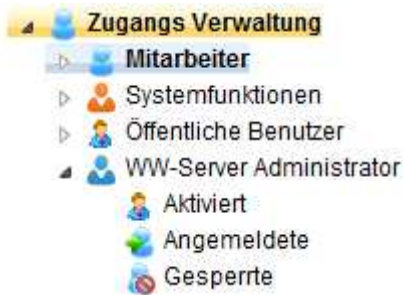 Zugangs Verwaltung
Mitarbeiter
Systemfunktionen
Öffentliche Benutzer
WW-Server Administrator
Aktiviert
Angemeldete
Gesperrte